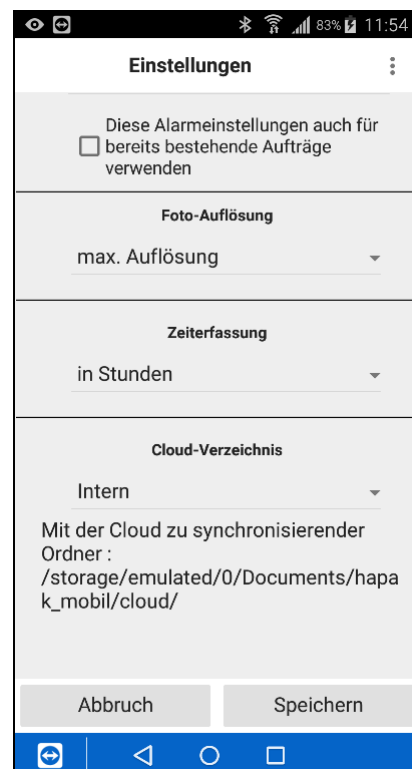 83% 11:54
Einstellungen
Diese Alarmeinstellungen auch für
bereits bestehende Aufträge
verwenden
Foto-Auflösung
max. Auflösung
Zeiterfassung
in Stunden
Cloud-Verzeichnis
Intern
Mit der Cloud zu synchronisierender
Ordner :
/storage/emulated/0/Documents/hapa
k_mobil/cloud/
Abbruch Speichern